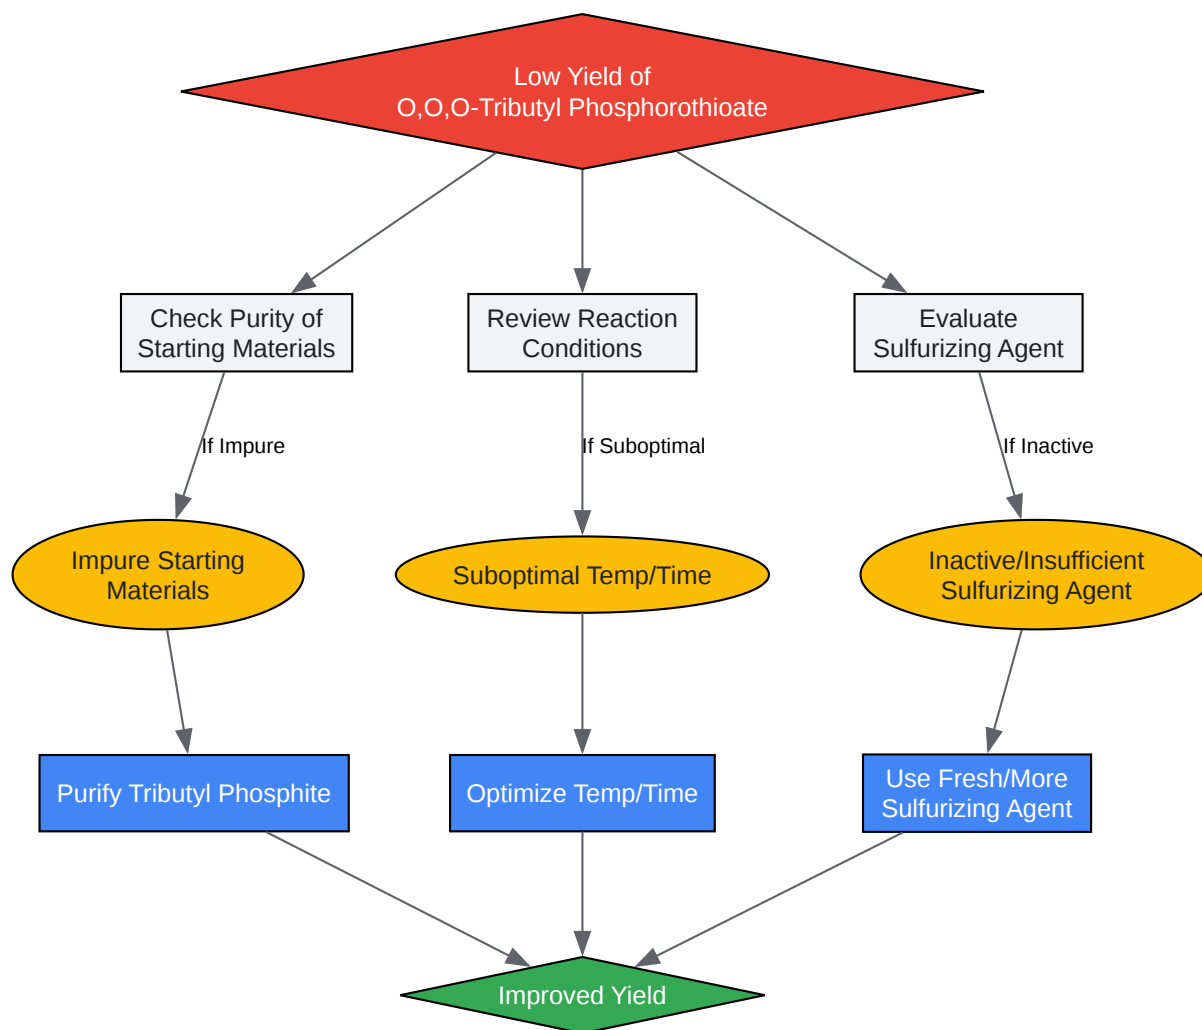 Low Yield of
O,O,O-Tributyl Phosphorothioate
Check Purity of
Starting Materials
Review Reaction
Conditions
Evaluate
Sulfurizing Agent
If Impure
If Suboptimal
If Inactive
Impure Starting
Materials
Suboptimal Temp/Time
Inactive/Insufficient
Sulfurizing Agent
Purify Tributyl Phosphite
Optimize Temp/Time
Use Fresh/More
Sulfurizing Agent
Improved Yield